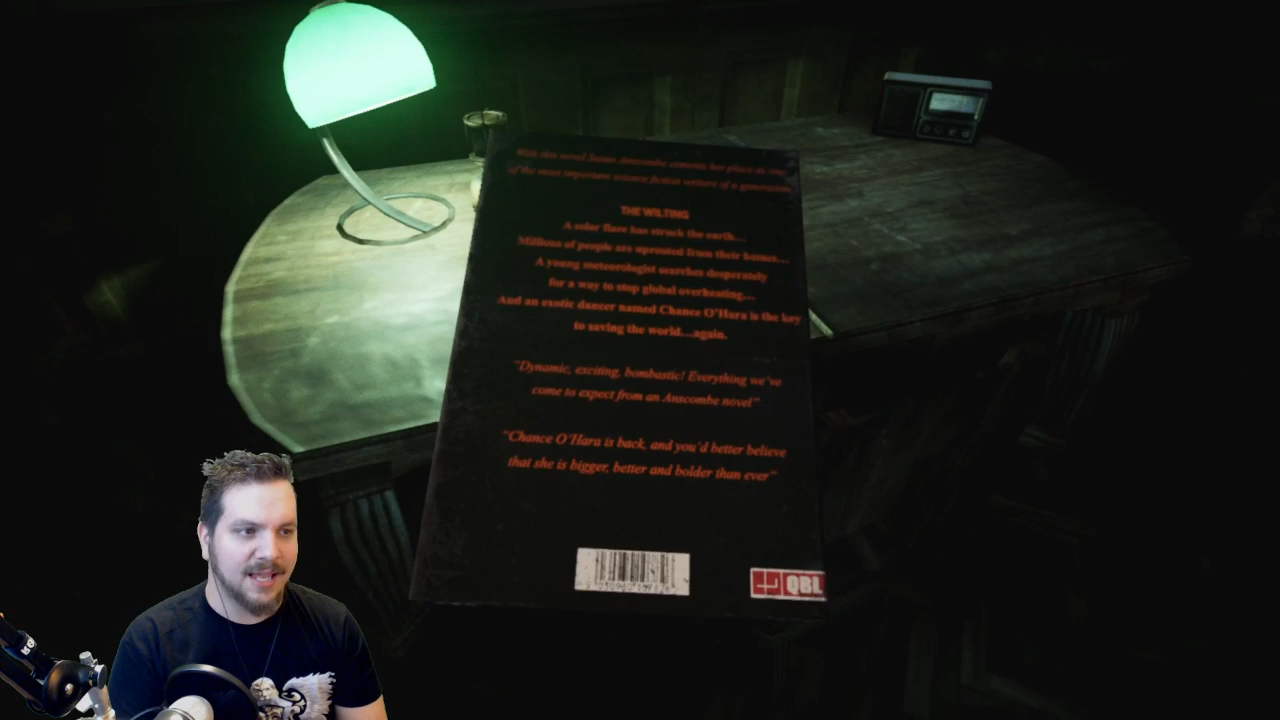 With this novel Susan Anscombe cements her place as one
of the most important science fiction writers of a generation.
THE WILTING
A solar flare has struck the earth...
Millions of people are uprooted from their homes...
A young meteorologist searches desperately
for a way to stop global overheating...
And an exotic dancer named Chance O'Hara is the key
to saving the world...again.
"Dynamic, exciting, bombastic! Everything we've
come to expect from an Anscombe novel"
"Chance O'Hara is back, and you'd better believe
that she is bigger, better and bolder than ever"
QBL